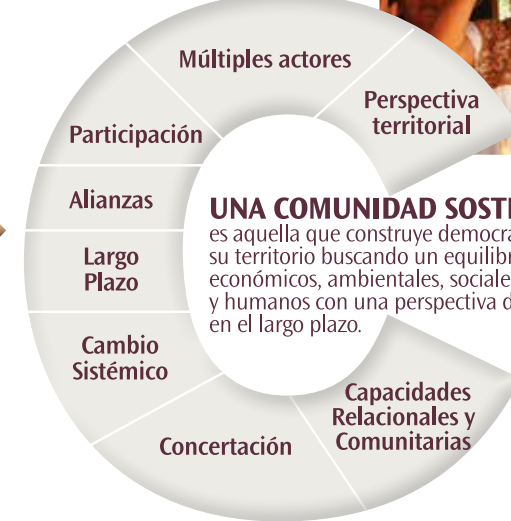 Múltiples actores
Perspectiva
territorial
Participación
Alianzas
Largo
Plazo
Cambio
Sistémico
Concertación
Capacidades
Relacionales y
Comunitarias
UNA COMUNIDAD
es aquella que construye
su territorio buscando un
económicos, ambientales,
y humanos con una perspectiva
en el largo plazo.